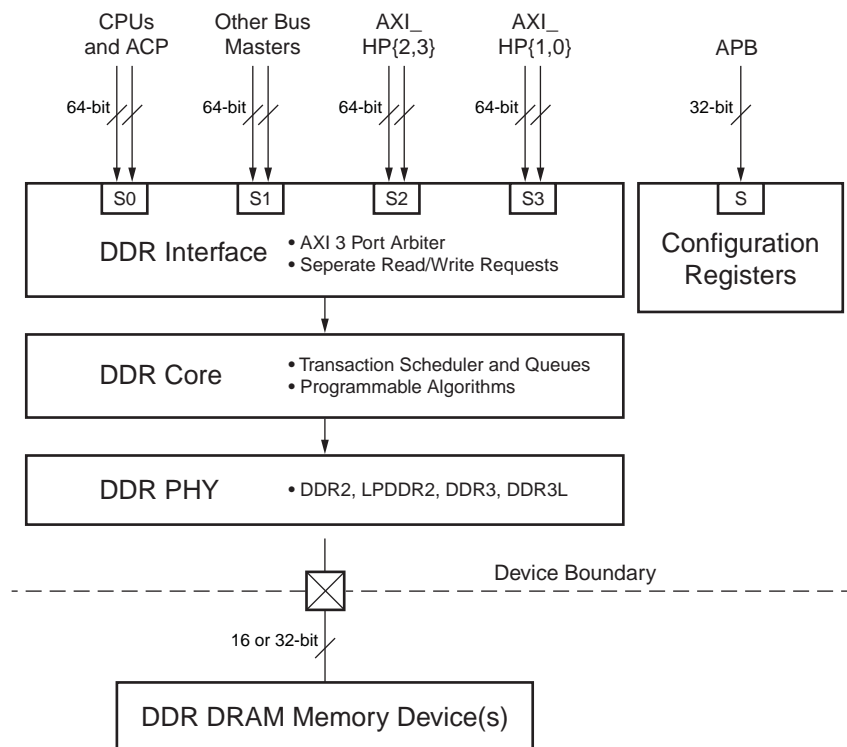 CPUs
and ACP
Other Bus
Masters
AXI_
HP{2,3}
AXI_
HP{1,0}
APB
64-bit
64-bit
64-bit
64-bit
32-bit
S0
S1
S2
S3
S
DDR Interface
• AXI 3 Port Arbiter
• Seperate Read/Write Requests
Configuration
Registers
DDR Core
• Transaction Scheduler and Queues
• Programmable Algorithms
DDR PHY
• DDR2, LPDDR2, DDR3, DDR3L
Device Boundary
16 or 32-bit
DDR DRAM Memory Device(s)